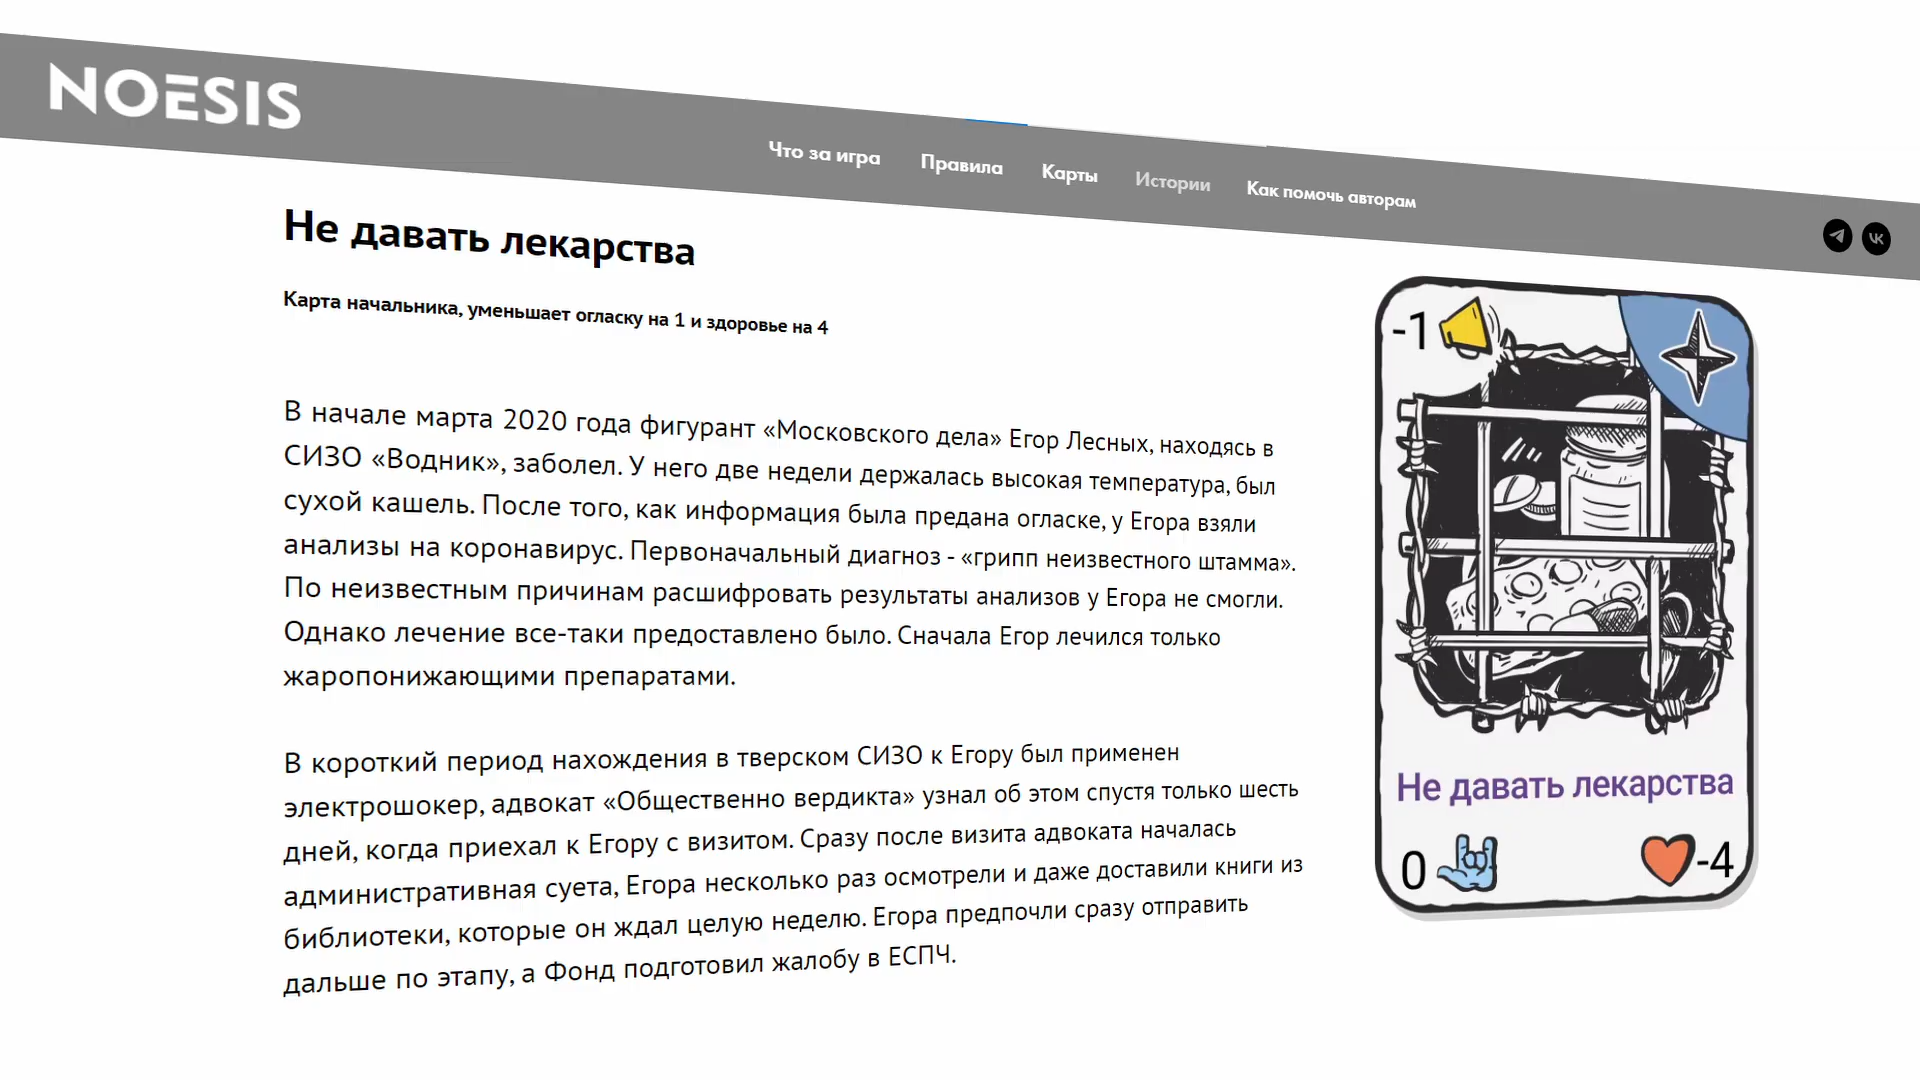 NOESIS
Что за игра
Правила
Карты
Истории
Как помочь авторам
Не давать лекарства
Карта начальника, уменьшает огласку на 1 и здоровье на 4
В начале марта 2020 года фигурант «Московского дела» Егор Лесных, находясь в
СИЗО «Водник», заболел. У него две недели держалась высокая температура, был
сухой кашель. После того, как информация была предана огласке, у Егора взяли
анализы на коронавирус. Первоначальный диагноз - «грипп неизвестного штамма».
По неизвестным причинам расшифровать результаты анализов у Егора не смогли.
Однако лечение все-таки предоставлено было. Сначала Егор лечился только
жаропонижающими препаратами.
В короткий период нахождения в тверском СИЗО к Егору был применен
электрошокер, адвокат «Общественно вердикта» узнал об этом спустя только шесть
дней, когда приехал к Егору с визитом. Сразу после визита адвоката началась
административная суета, Егора несколько раз осмотрели и даже доставили книги из
библиотеки, которые он ждал целую неделю. Егора предпочли сразу отправить
дальше по этапу, а Фонд подготовил жалобу в ЕСПЧ.
-1
Не давать лекарства
0
-4